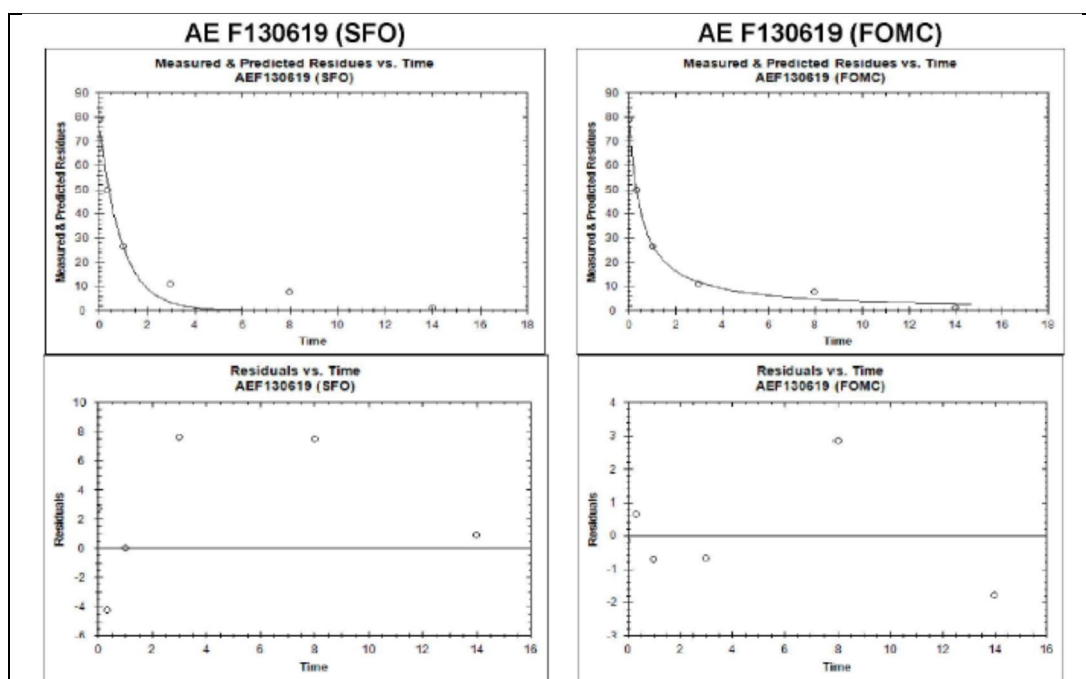 AE F130619 (SFO)
AE F130619 (FOMC)
Measured & Predicted Residues vs. Time
AEF130619 (SFO)
Measured & Predicted Residues
90
80
70
60
50
40
30
20
10
0
0 2 4 6 8 10 12 14 16 18
Time
Measured & Predicted Residues vs. Time
AEF130619 (FOMC)
Measured & Predicted Residues
90
80
70
60
50
40
30
20
10
0
0 2 4 6 8 10 12 14 16 18
Time
Residuals vs. Time
AEF130619 (SFO)
Residuals
10
8
6
4
2
0
-2
-4
-6
0 2 4 6 8 10 12 14 16
Time
Residuals vs. Time
AEF130619 (FOMC)
Residuals
4
3
2
1
0
-1
-2
-3
0 2 4 6 8 10 12 14 16
Time